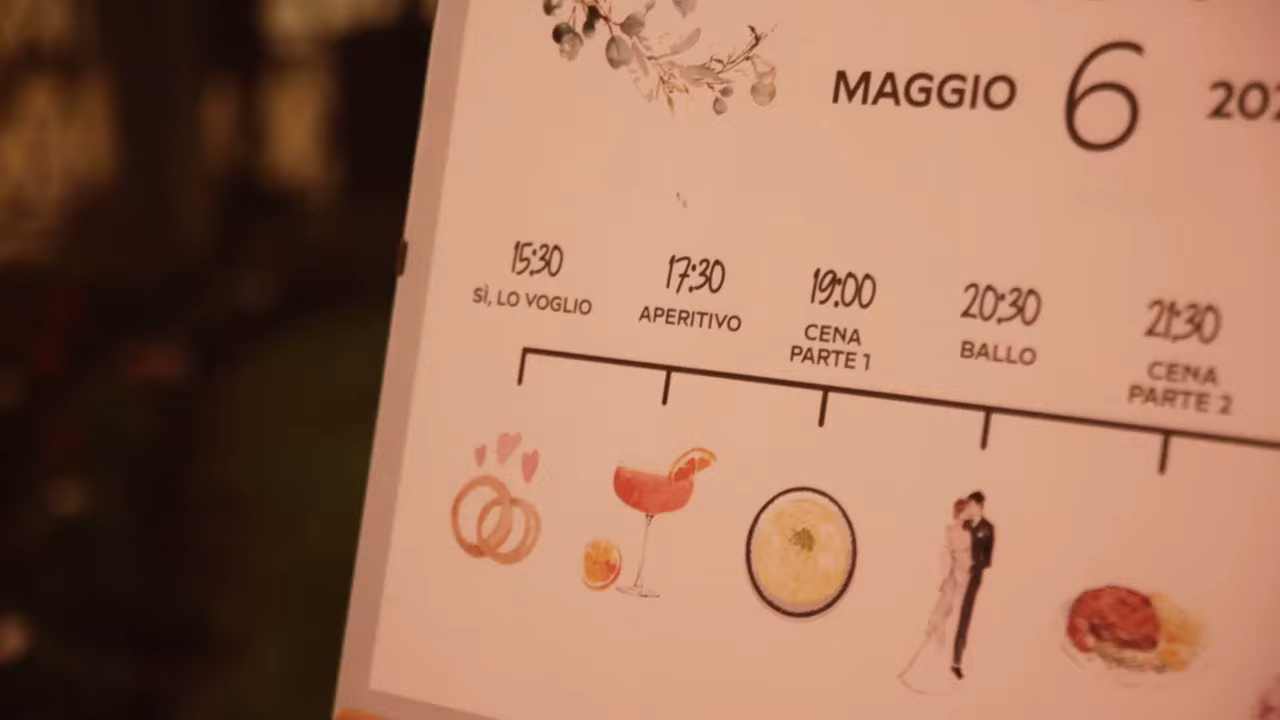 MAGGIO 6
15:30
SÌ, LO VOGLIO
17:30
APERITIVO
19:00
CENA
PARTE 1
20:30
BALLO
21:30
CENA
PARTE 2